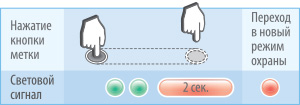 Нажатие
кнопки
метки
Переход
в новый
режим
охраны
Световой
сигнал
2 сек.